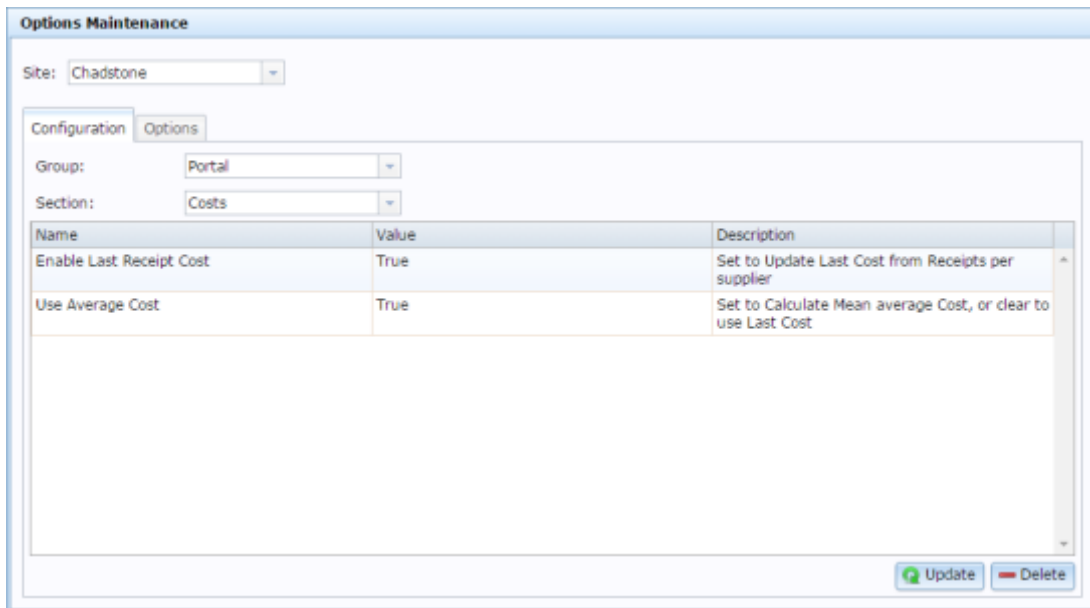 Options Maintenance
Site: Chadstone
Configuration Options
Group: Portal
Section: Costs
Name Value Description
Enable Last Receipt Cost True Set to Update Last Cost from Receipts per
supplier
Use Average Cost True Set to Calculate Mean average Cost, or clear to
use Last Cost
Update Delete